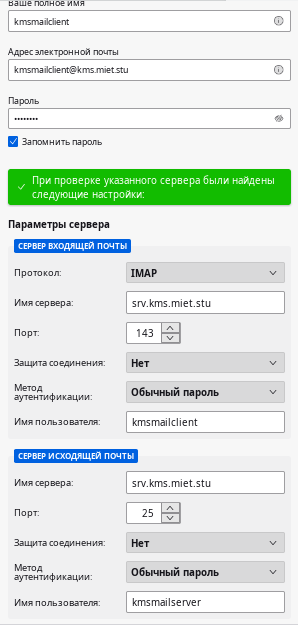 Ваше полное имя
kmsmailclient
Адрес электронной почты
kmsmailclient@kms.miet.stu
Пароль
••••••••
Запомнить пароль
При проверке указанного сервера были найдены
следующие настройки:
Параметры сервера
СЕРВЕР ВХОДЯЩЕЙ ПОЧТЫ
Протокол: IMAP
Имя сервера: srv.kms.miet.stu
Порт: 143
Защита соединения: Нет
Метод
аутентификации: Обычный пароль
Имя пользователя: kmsmailclient
СЕРВЕР ИСХОДЯЩЕЙ ПОЧТЫ
Имя сервера: srv.kms.miet.stu
Порт: 25
Защита соединения: Нет
Метод
аутентификации: Обычный пароль
Имя пользователя: kmsmailserver